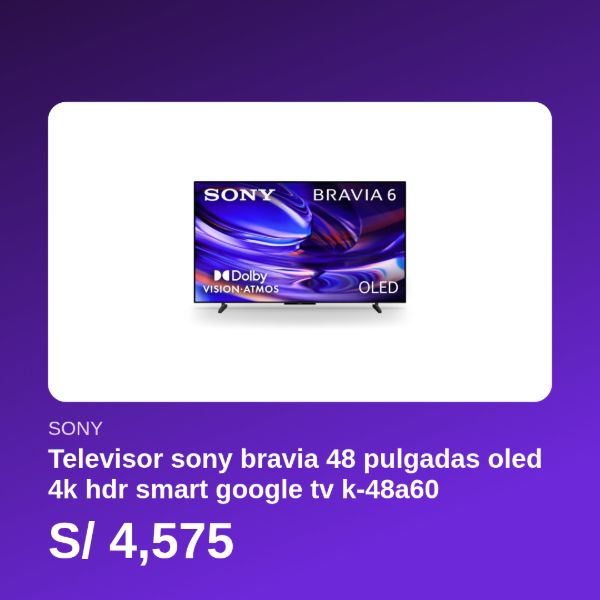 SONY BRAVIA 6
Dolby
VISION·ATMOS OLED
SONY
Televisor sony bravia 48 pulgadas oled
4k hdr smart google tv k-48a60
S/ 4,575